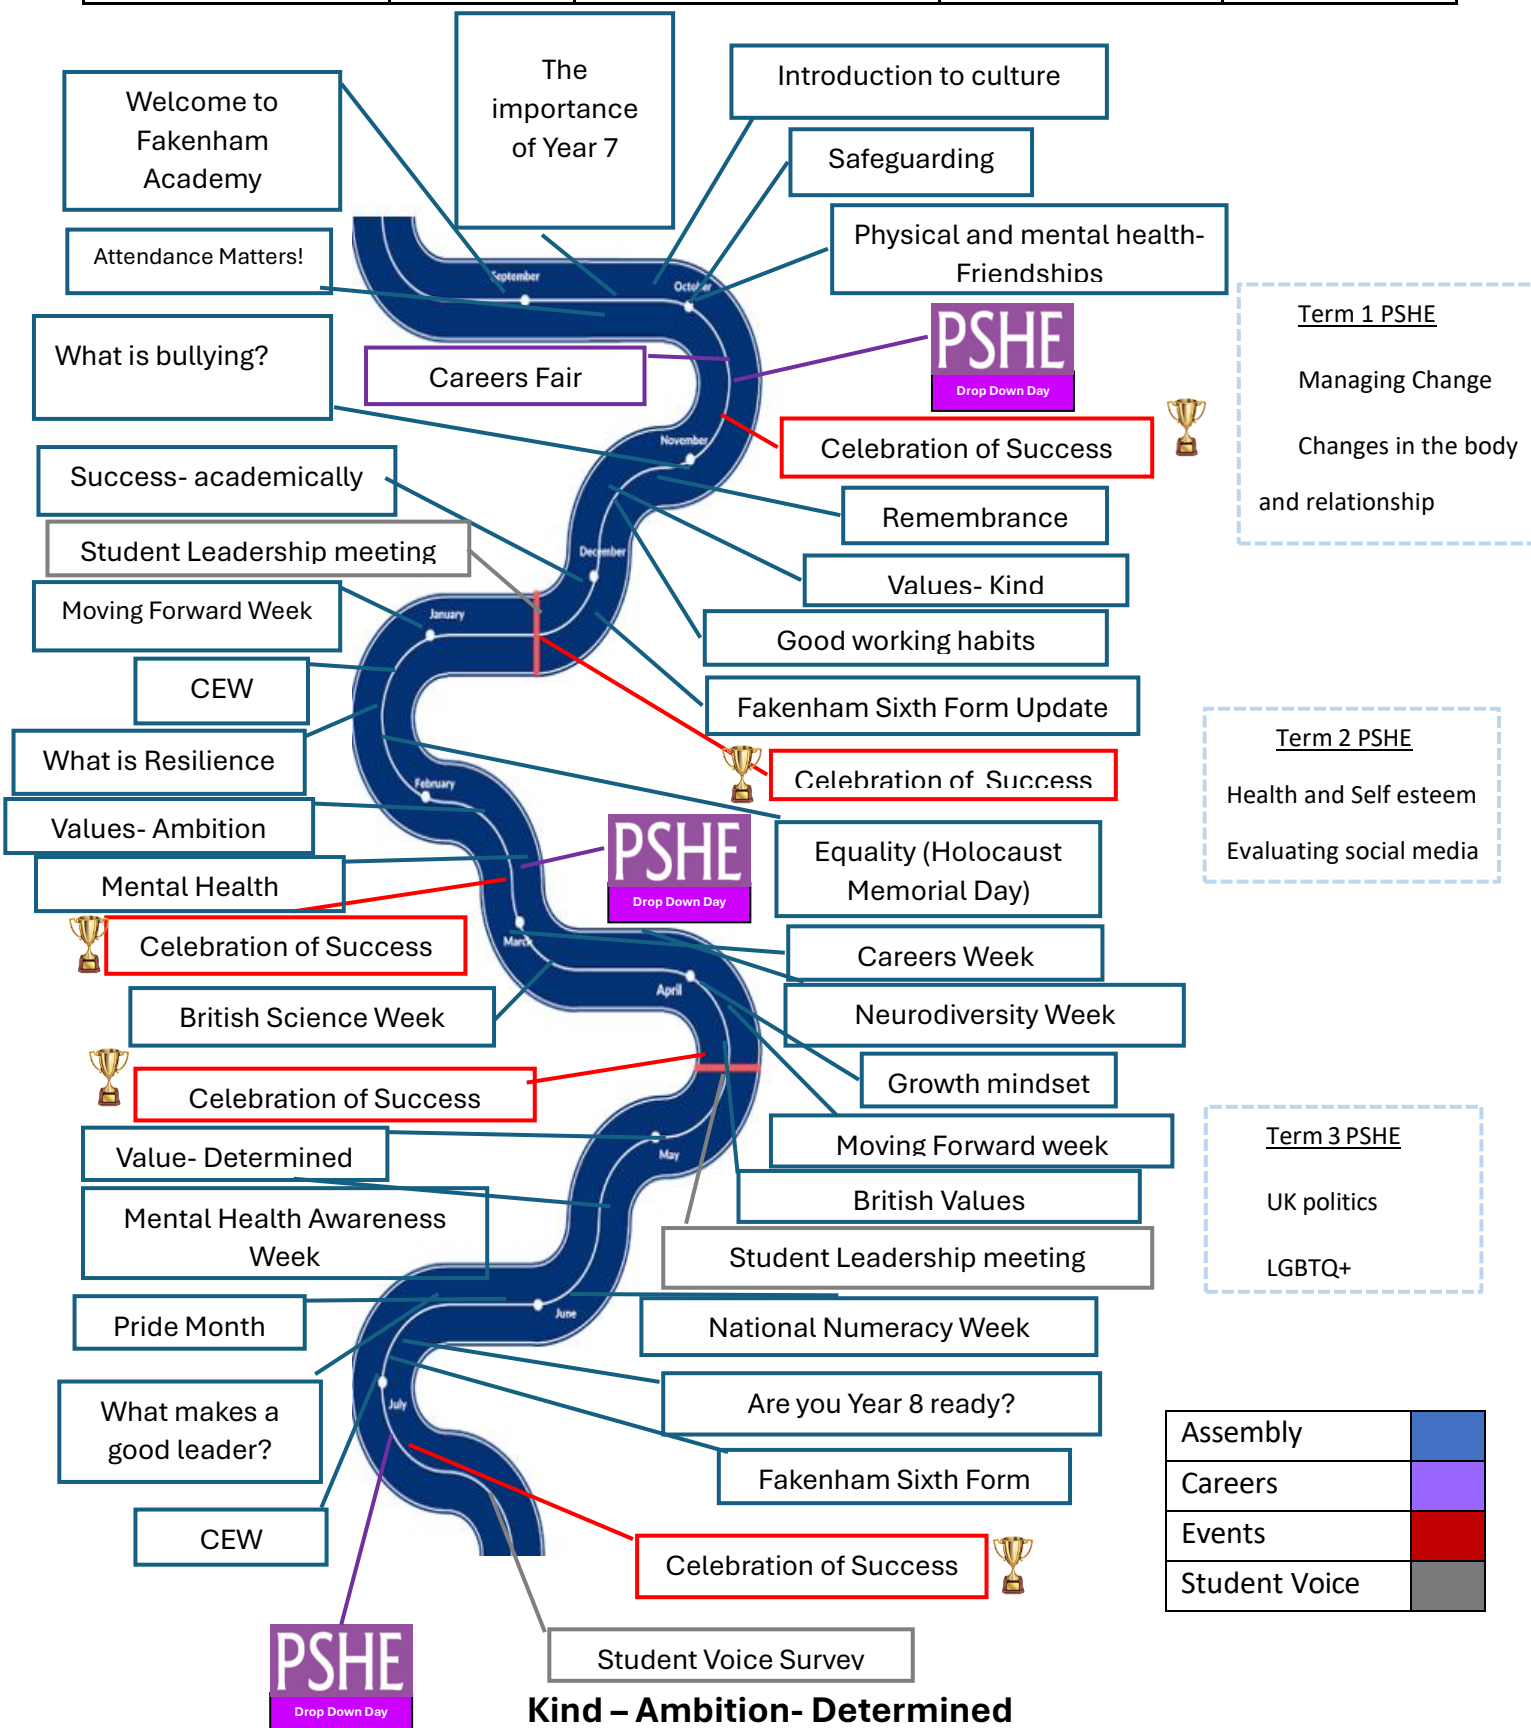 The
importance
of Year 7
Introduction to culture
Welcome to
Fakenham
Academy
Safeguarding
Physical and mental health-
Friendships
Attendance Matters!
September
October
Term 1 PSHE
Managing Change
Changes in the body
and relationship
What is bullying?
Careers Fair
PSHE
Drop Down Day
November
Celebration of Success
Success- academically
Remembrance
Student Leadership meeting
December
Values- Kind
Moving Forward Week
January
Good working habits
CEW
Fakenham Sixth Form Update
What is Resilience
Celebration of Success
Term 2 PSHE
Health and Self esteem
Evaluating social media
February
Values- Ambition
Mental Health
PSHE
Drop Down Day
Equality (Holocaust
Memorial Day)
Celebration of Success
March
Careers Week
British Science Week
April
Neurodiversity Week
Celebration of Success
Growth mindset
Moving Forward week
Value- Determined
May
British Values
Term 3 PSHE
UK politics
LGBTQ+
Mental Health Awareness
Week
Student Leadership meeting
Pride Month
June
National Numeracy Week
What makes a
good leader?
July
Are you Year 8 ready?
Fakenham Sixth Form
CEW
Celebration of Success
Assembly
Careers
Events
Student Voice
PSHE
Drop Down Day
Student Voice Survey
Kind – Ambition- Determined